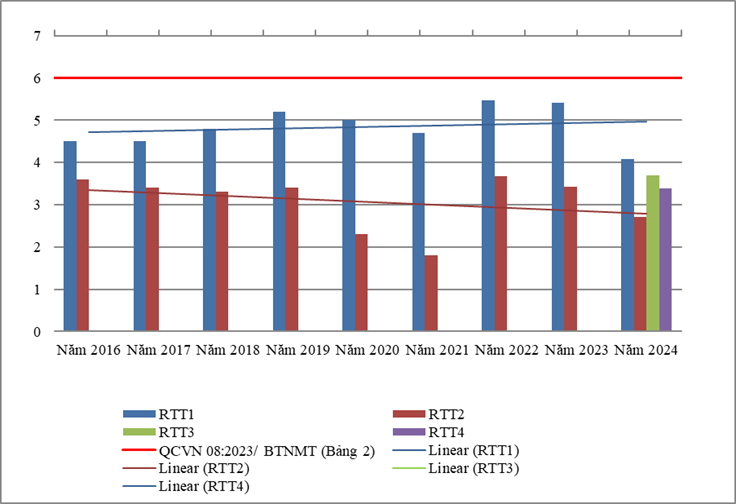 7
6
5
4
3
2
1
0
Năm 2016 Năm 2017 Năm 2018 Năm 2019 Năm 2020 Năm 2021 Năm 2022 Năm 2023 Năm 2024
RTT1 RTT2
RTT3 RTT4
QCVN 08:2023/ BTNMT (Bảng 2) Linear (RTT1)
Linear (RTT2) Linear (RTT3)
Linear (RTT4)